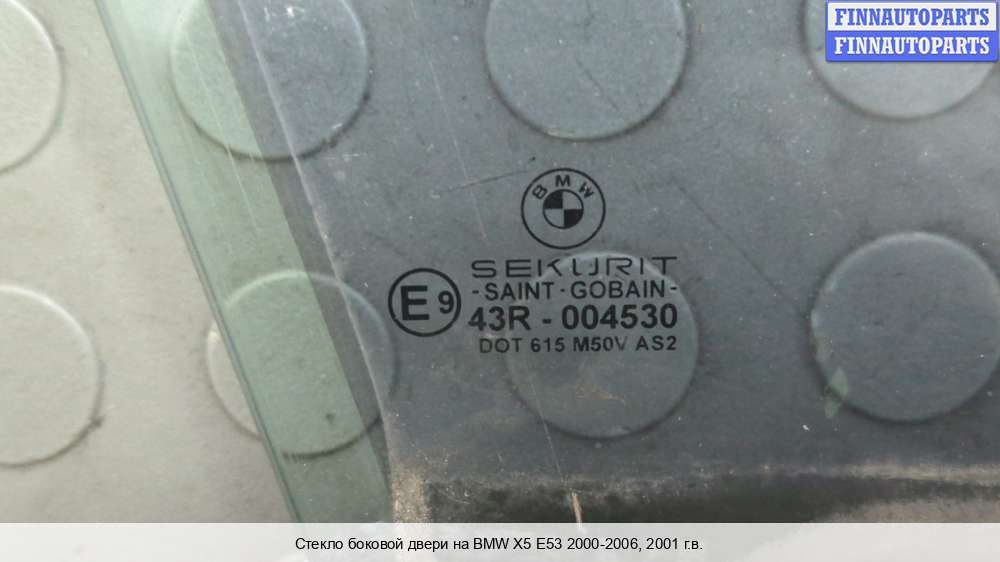 FINNAUTOPARTS
FINNAUTOPARTS
BMW
SEKURIT
- SAINT · GOBAIN -
E9
43R - 004530
DOT 615 M50V AS2
Стекло боковой двери на BMW X5 E53 2000-2006, 2001 г.в.